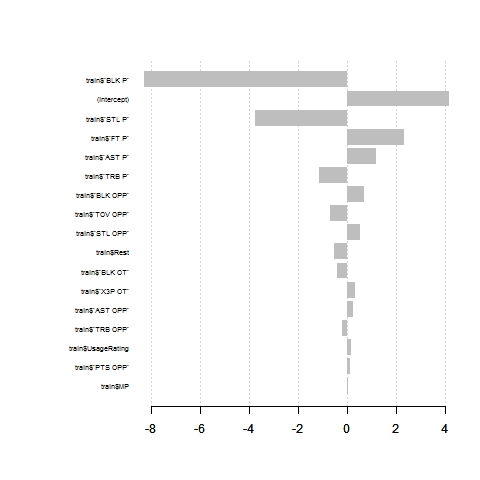 train$`BLK P`
(Intercept)
train$`STL P`
train$`FT P`
train$`AST P`
train$`TRB P`
train$`BLK OPP`
train$`TOV OPP`
train$`STL OPP`
train$Rest
train$`BLK OT`
train$`X3P OT`
train$`AST OPP`
train$`TRB OPP`
train$UsageRating
train$`PTS OPP`
train$MP
-8 -6 -4 -2 0 2 4